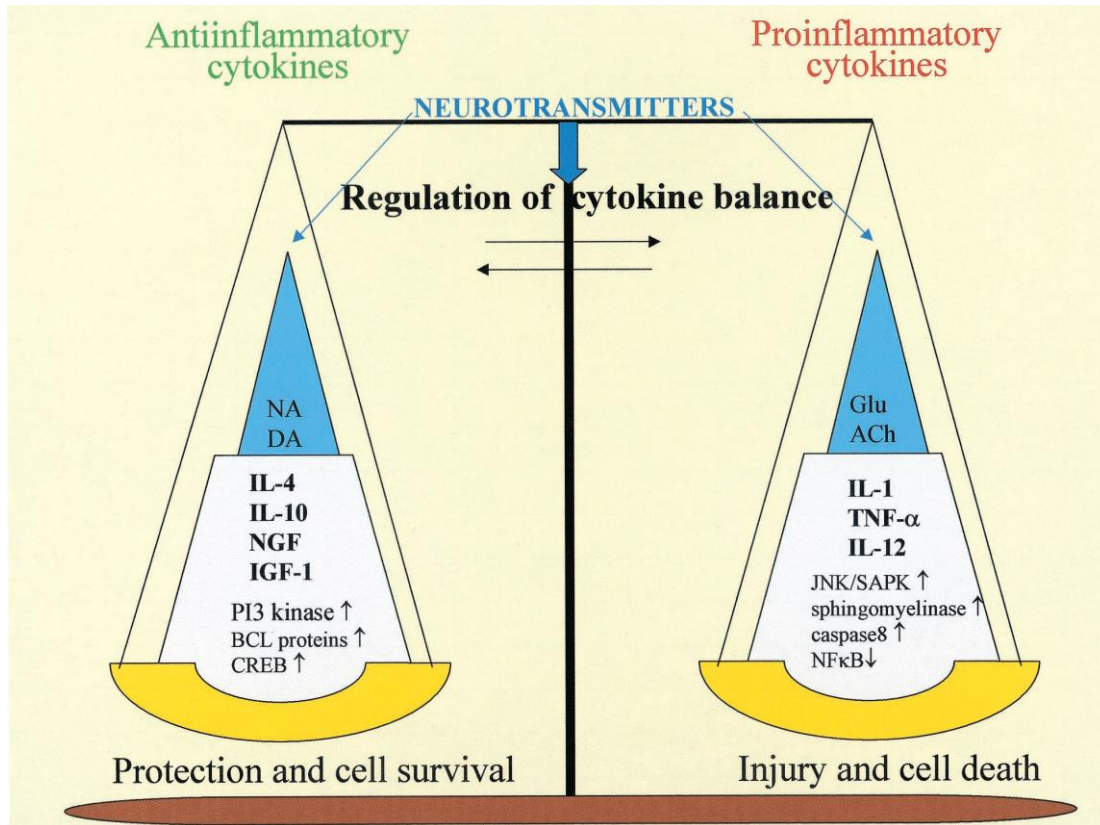 Antiinflammatory
cytokines
Proinflammatory
cytokines
NEUROTRANSMITTERS
Regulation of cytokine balance
NA
DA
IL-4
IL-10
NGF
IGF-1
PI3 kinase ↑
BCL proteins ↑
CREB ↑
Protection and cell survival
Glu
ACh
IL-1
TNF-α
IL-12
JNK/SAPK ↑
sphingomyelinase ↑
caspase8 ↑
NFκB↓
Injury and cell death